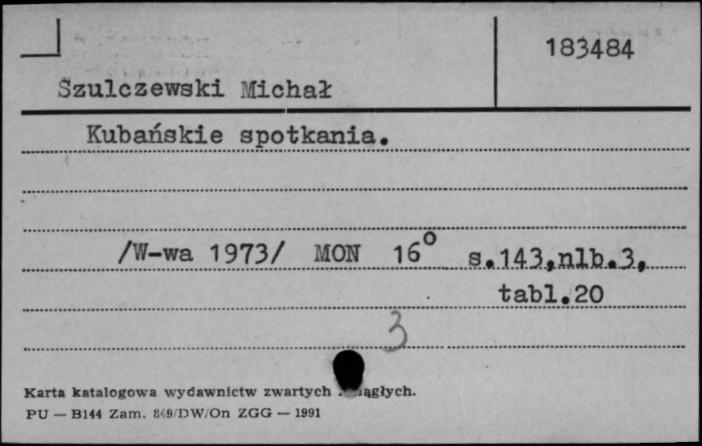 183484
Szulczewski Michał
Kubańskie spotkania.
/W-wa 1973/ MON 16° s.143,nlb.3,
tabl.20
3
Karta katalogowa wydawnictw zwartych
PU — B144 Zam. 849/DW/On ZGG — 1991